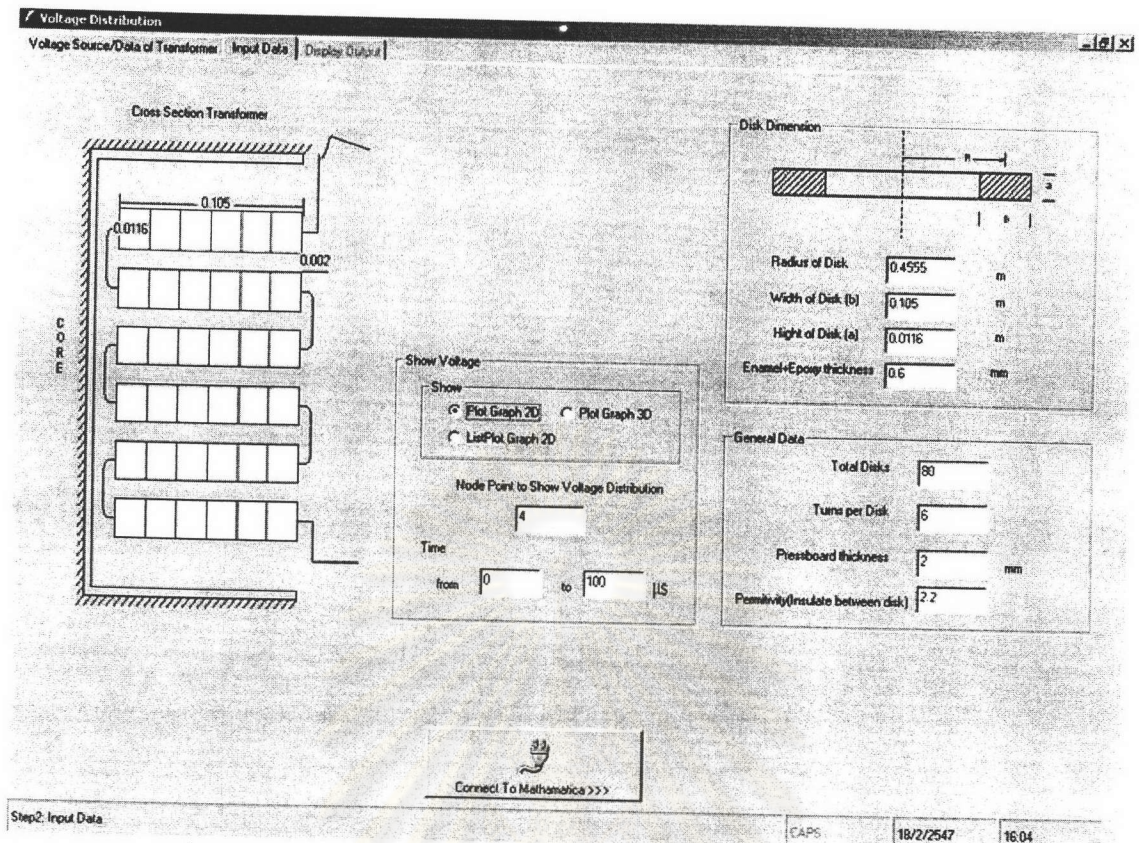 Voltage Distribution
Voltage Source/Data of Transformer Input Data Display Output
Cross Section Transformer
0.105
0.0116
0.002
CORE
Show Voltage
Show
Plot Graph 2D Plot Graph 3D
ListPlot Graph 2D
Node Point to Show Voltage Distribution
4
Time
from 0 to 100 µS
Disk Dimension
a
b
Radius of Disk 0.4555 m
Width of Disk (b) 0.105 m
Hight of Disk (a) 0.0116 m
Enamel+Epoxy thickness 0.6 mm
General Data
Total Disks 80
Turns per Disk 6
Pressboard thickness 2 mm
Permitivity(Insulate between disk) 2.2
Connect To Mathamatica >>>
Step2: Input Data CAPS 18/2/2547 16:04